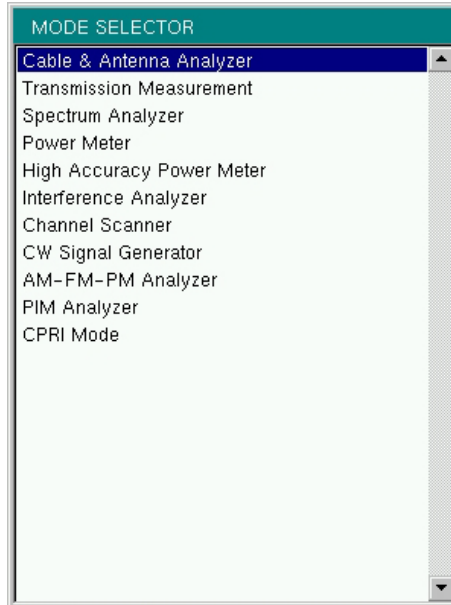 MODE SELECTOR
Cable & Antenna Analyzer
Transmission Measurement
Spectrum Analyzer
Power Meter
High Accuracy Power Meter
Interference Analyzer
Channel Scanner
CW Signal Generator
AM-FM-PM Analyzer
PIM Analyzer
CPRI Mode